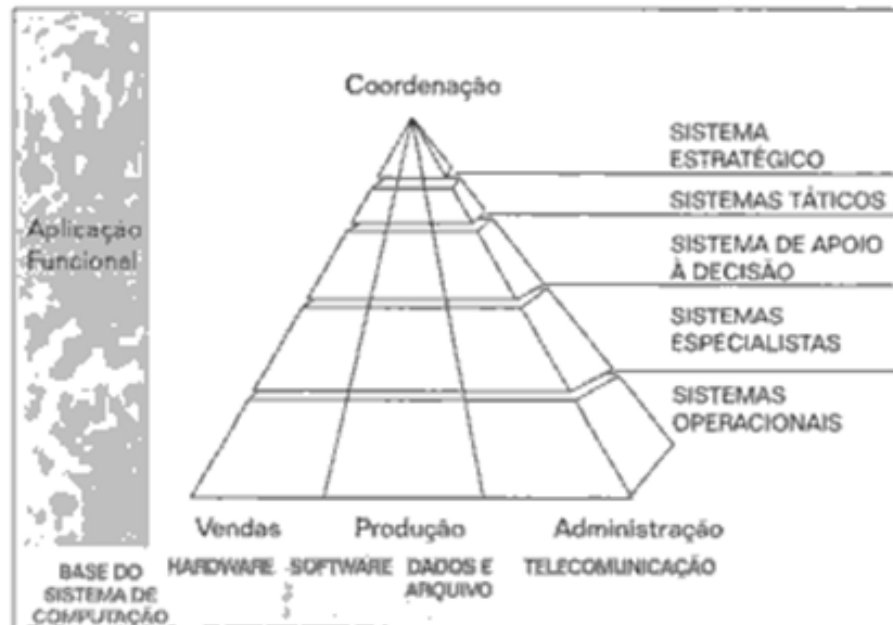 Coordenação
SISTEMA
ESTRATÉGICO
SISTEMAS TÁTICOS
Aplicação
Funcional
SISTEMA DE APOIO
À DECISÃO
SISTEMAS
ESPECIALISTAS
SISTEMAS
OPERACIONAIS
Vendas Produção Administração
BASE DO
SISTEMA DE
COMPUTAÇÃO
HARDWARE SOFTWARE DADOS E
ARQUIVO
TELECOMUNICAÇÃO